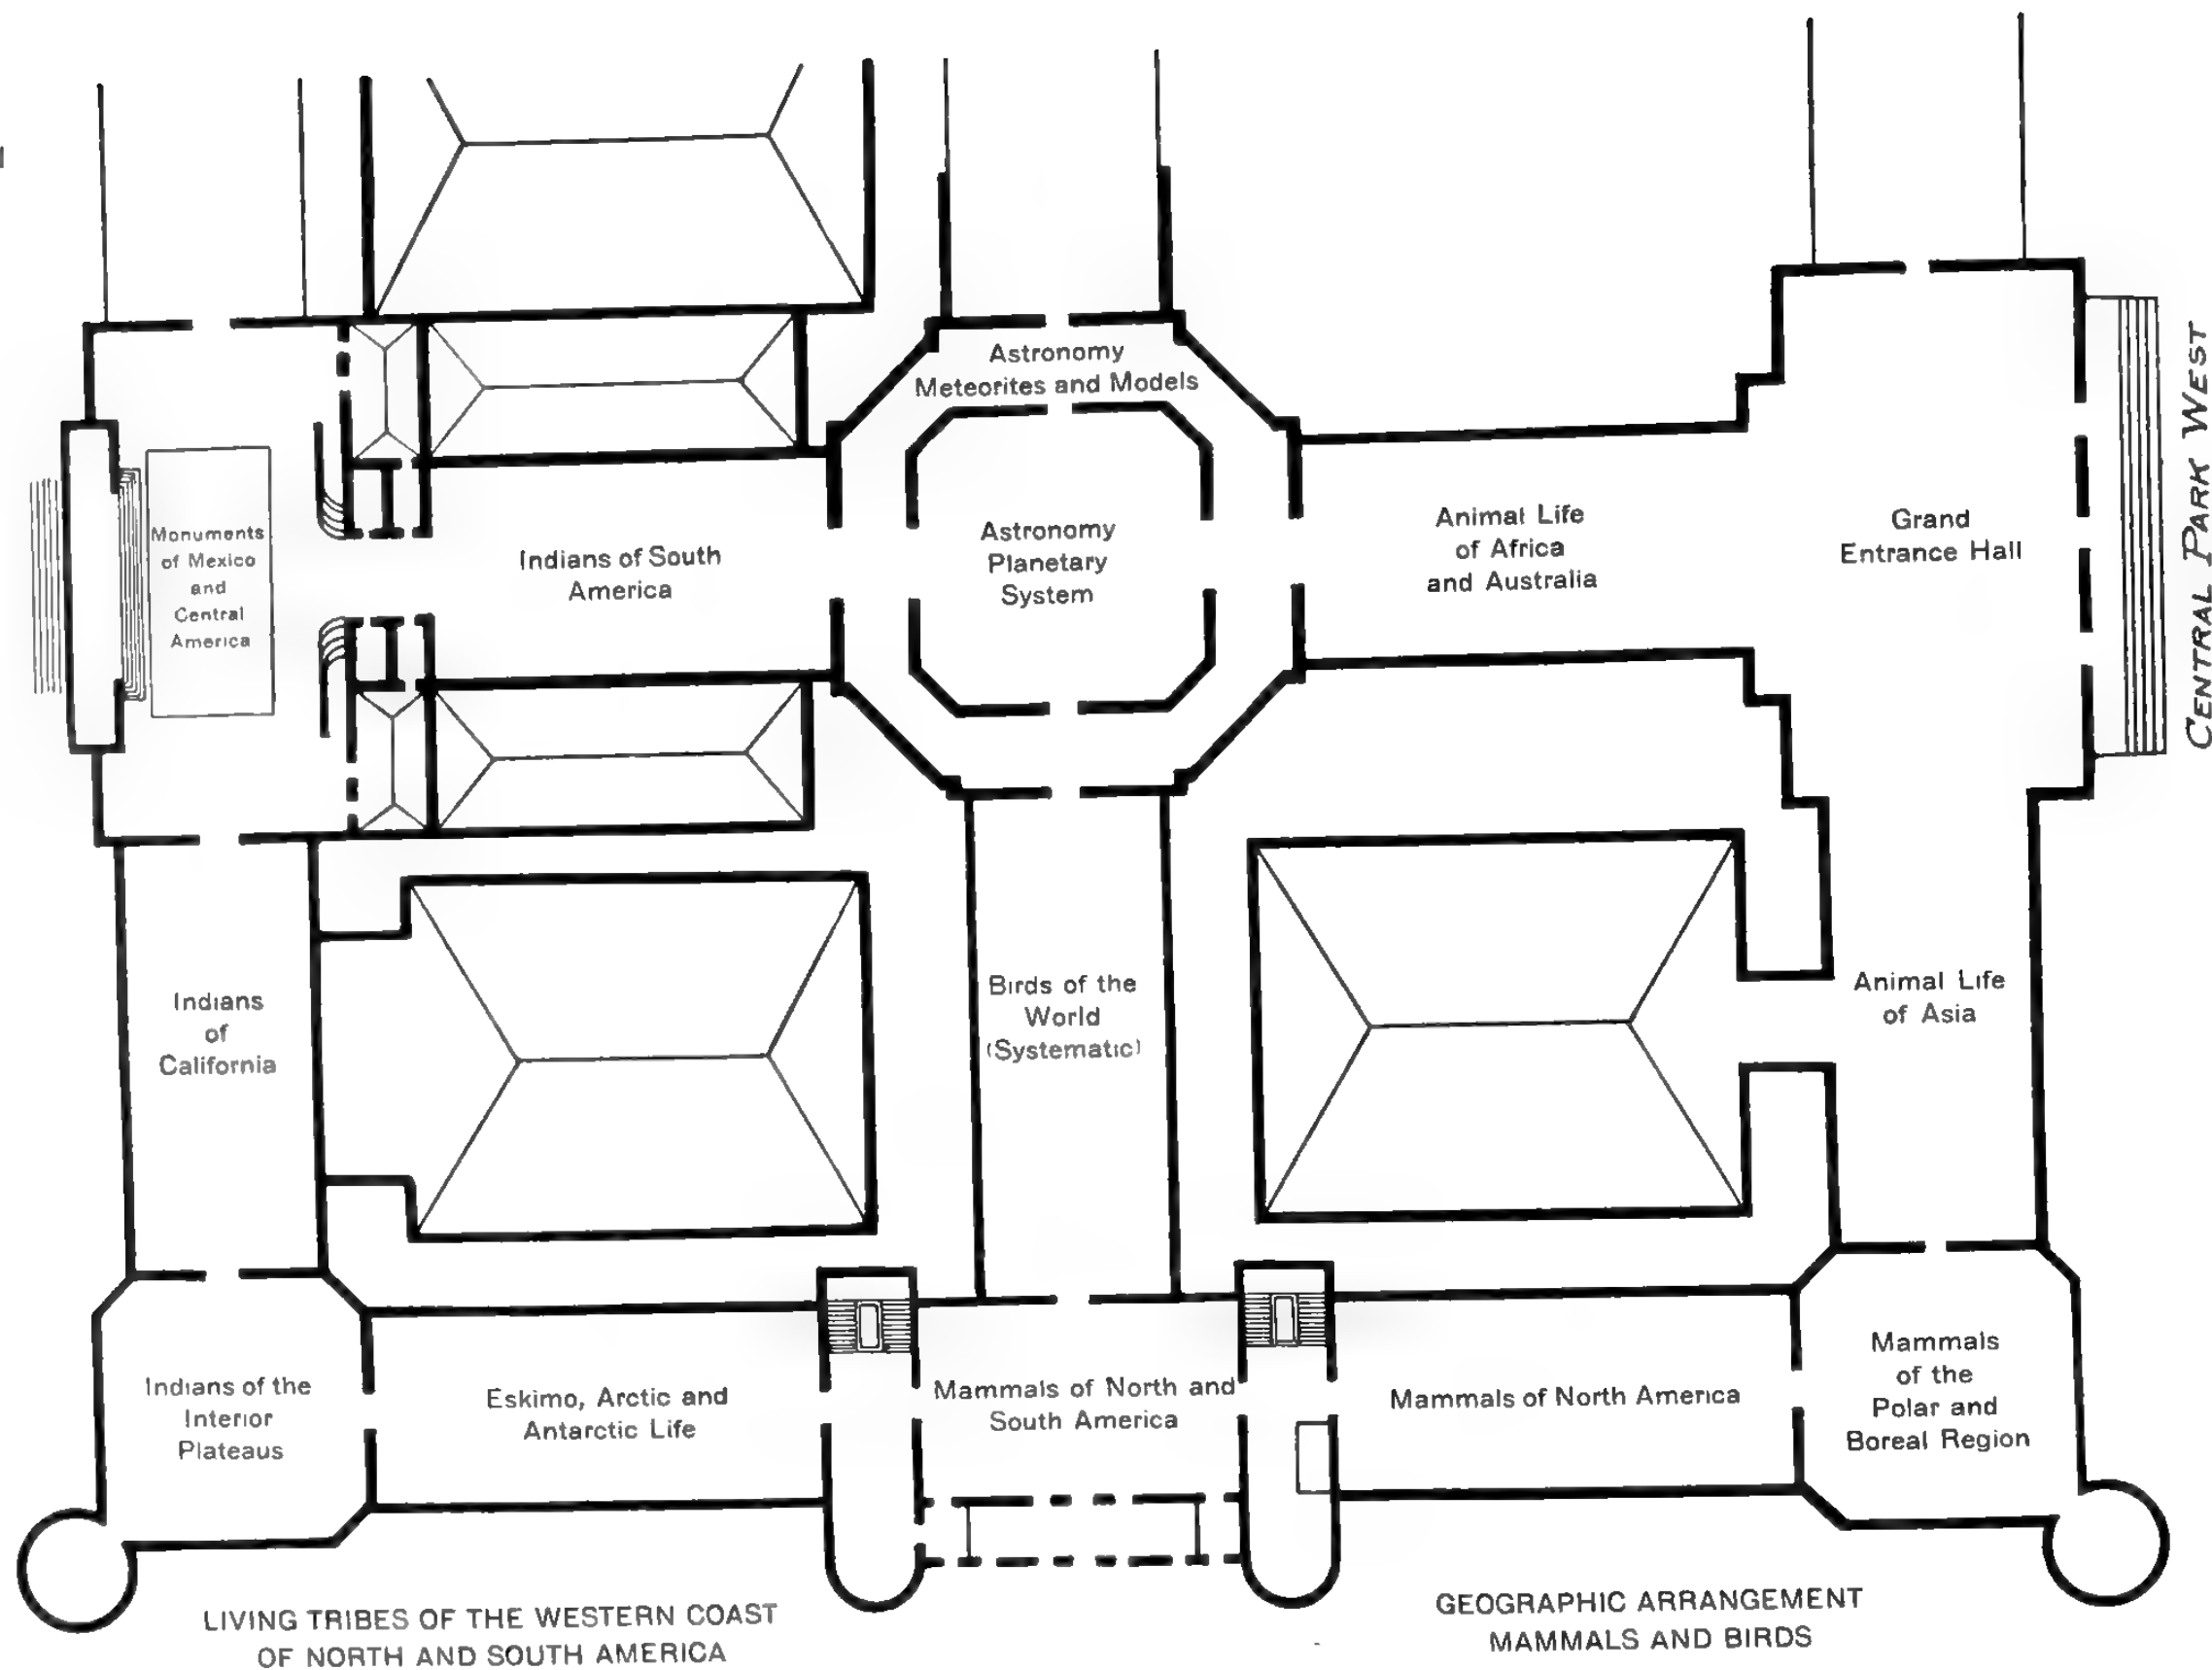 Astronomy
Meteorites and Models
CENTRAL PARK WEST
Monuments
of Mexico
and
Central
America
Indians of South
America
Astronomy
Planetary
System
Animal Life
of Africa
and Australia
Grand
Entrance Hall
Indians
of
California
Birds of the
World
(Systematic)
Animal Life
of Asia
Indians of the
Interior
Plateaus
Eskimo, Arctic and
Antarctic Life
Mammals of North and
South America
Mammals of North America
Mammals
of the
Polar and
Boreal Region
LIVING TRIBES OF THE WESTERN COAST
OF NORTH AND SOUTH AMERICA
GEOGRAPHIC ARRANGEMENT
MAMMALS AND BIRDS